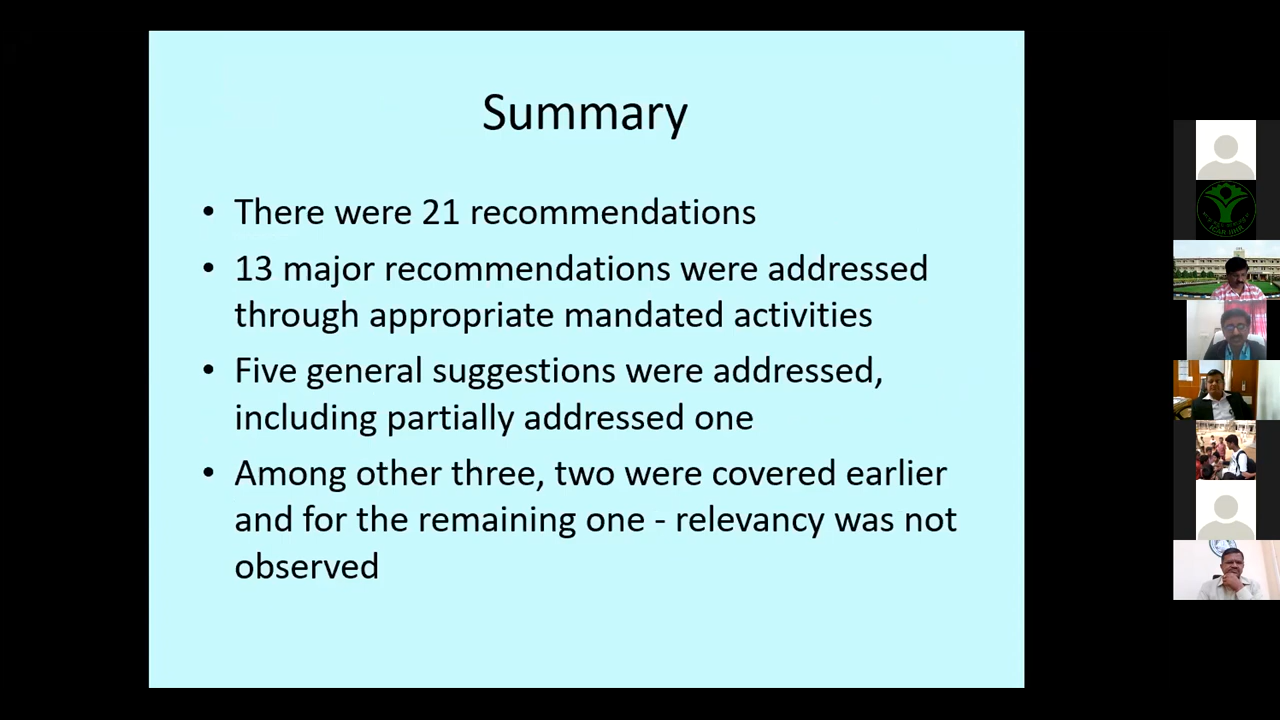 Summary
• There were 21 recommendations
• 13 major recommendations were addressed
through appropriate mandated activities
• Five general suggestions were addressed,
including partially addressed one
• Among other three, two were covered earlier
and for the remaining one - relevancy was not
observed